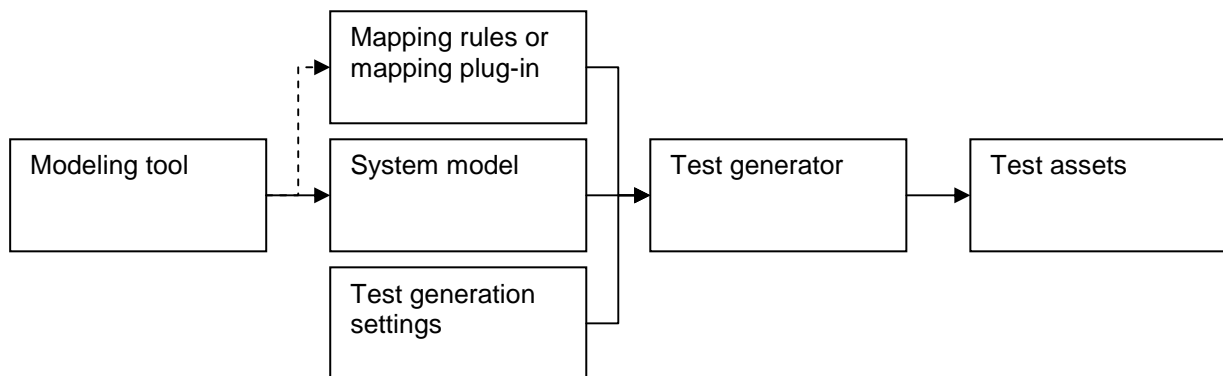 Mapping rules or
mapping plug-in
Modeling tool
System model
Test generator
Test assets
Test generation
settings